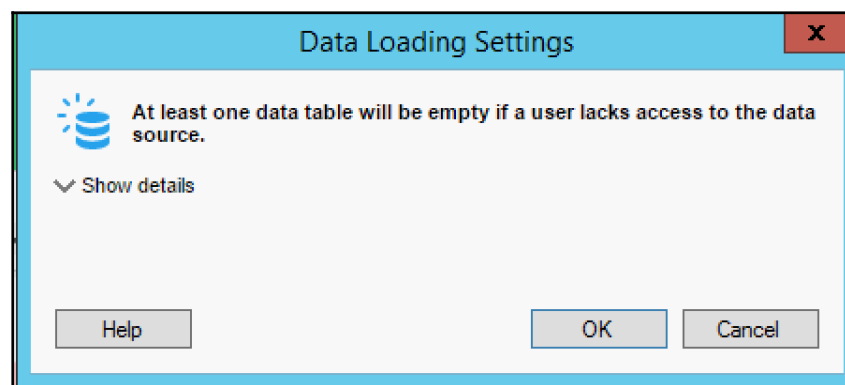 Data Loading Settings
x
At least one data table will be empty if a user lacks access to the data
source.
Show details
Help
OK
Cancel